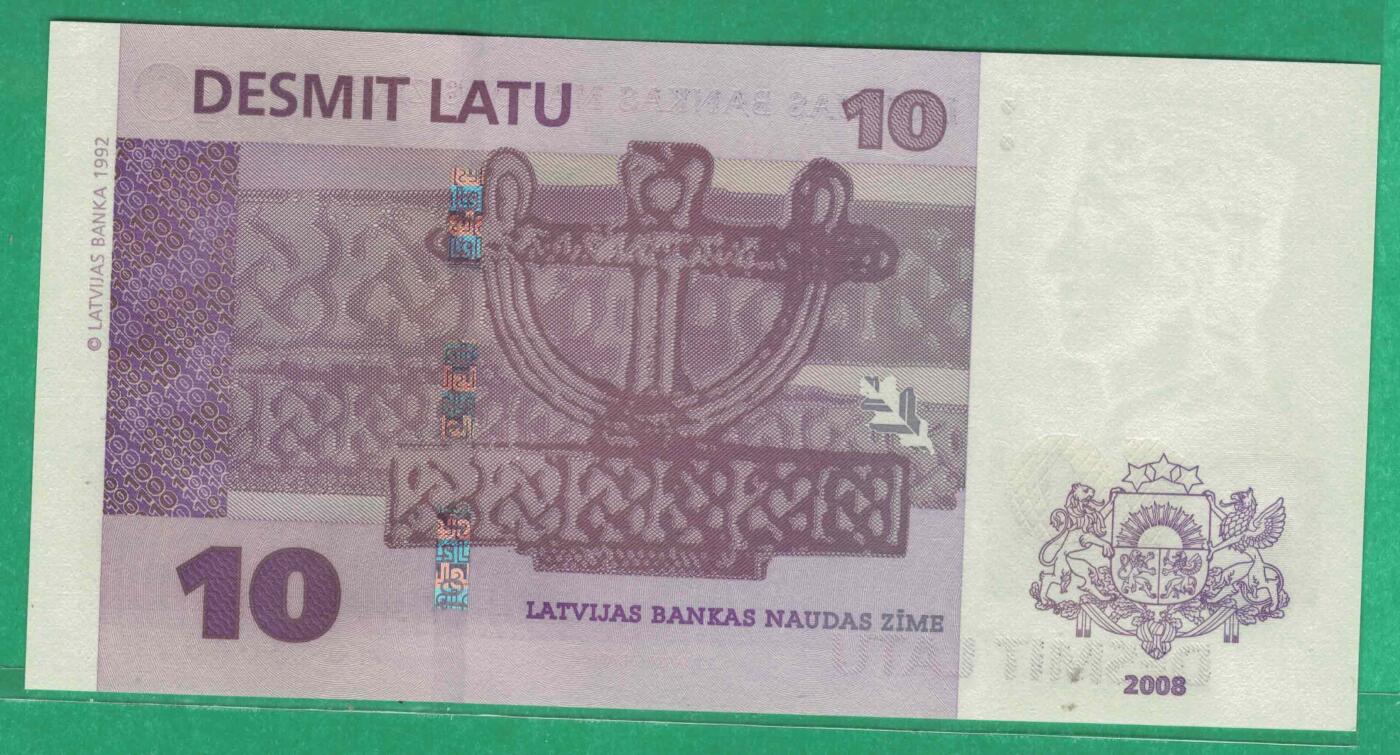 DESMIT LATU
10
© LATVIJAS BANKA 1992
10
LATVIJAS BANKAS NAUDAS ZĪME
2008